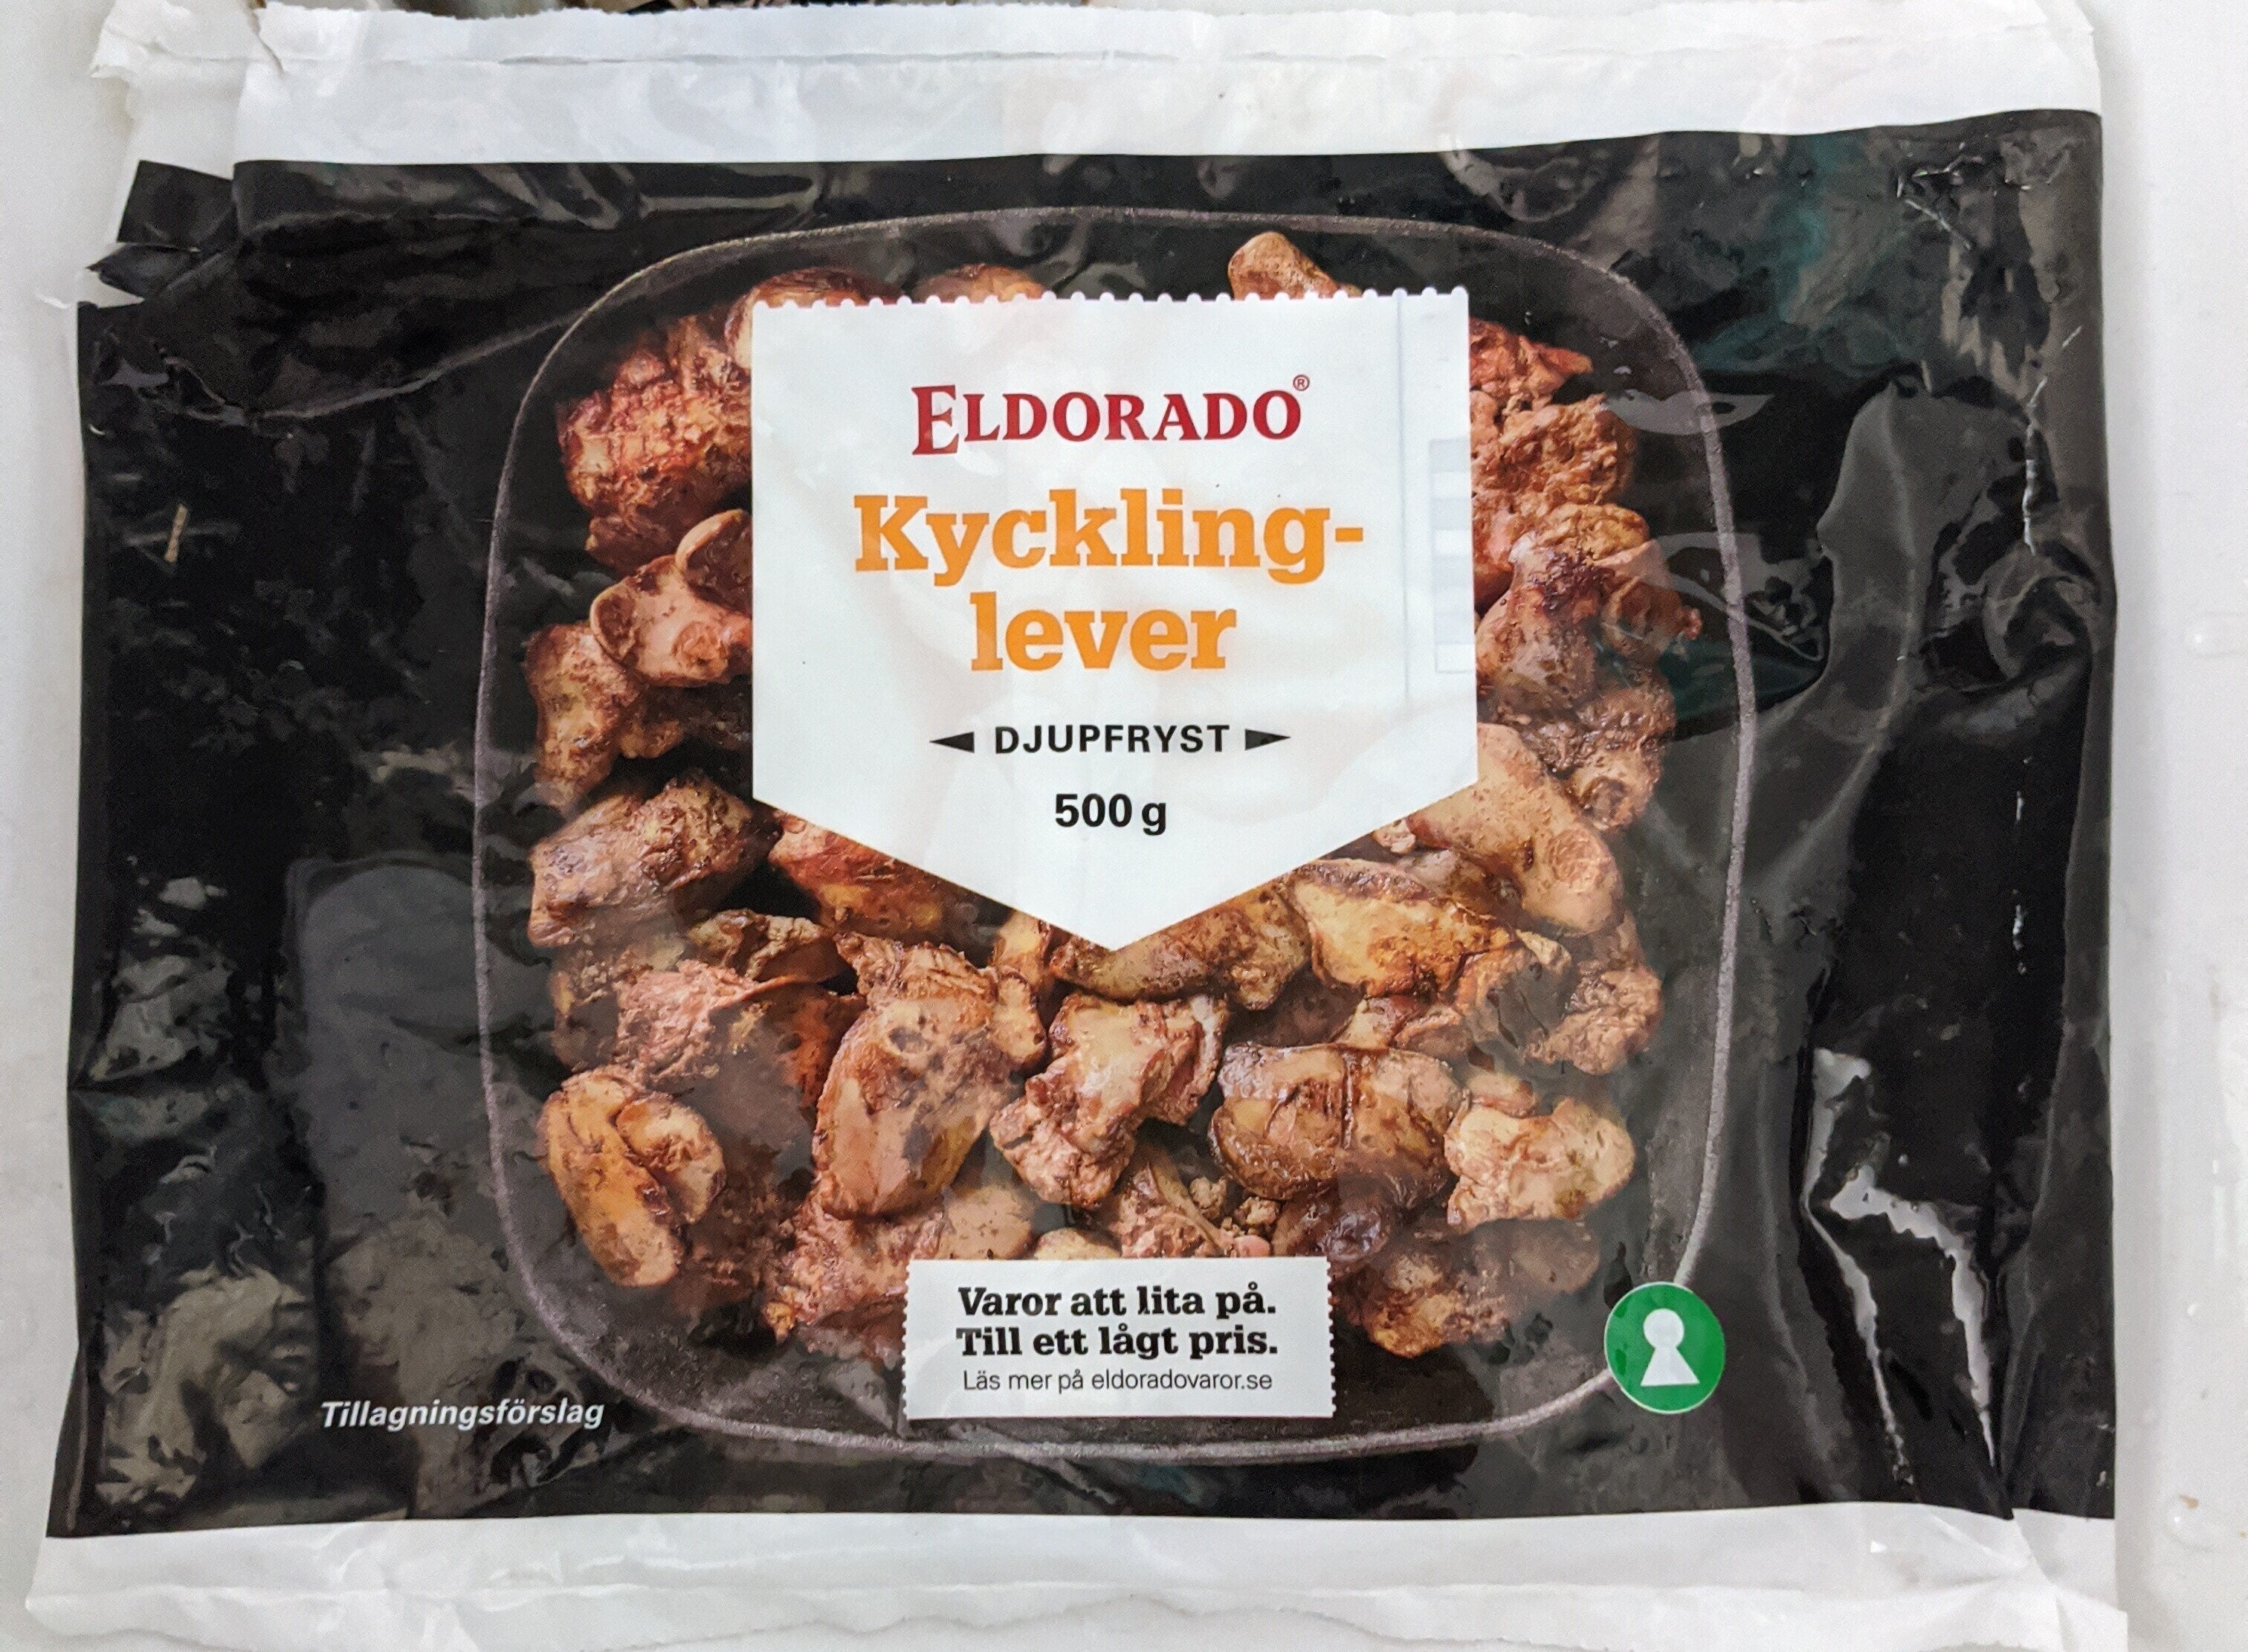 ELDORADO®
Kyckling-
lever
DJUPFRYST
500 g
Varor att lita på.
Till ett lågt pris.
Läs mer på eldoradovaror.se
Tillagningsförslag